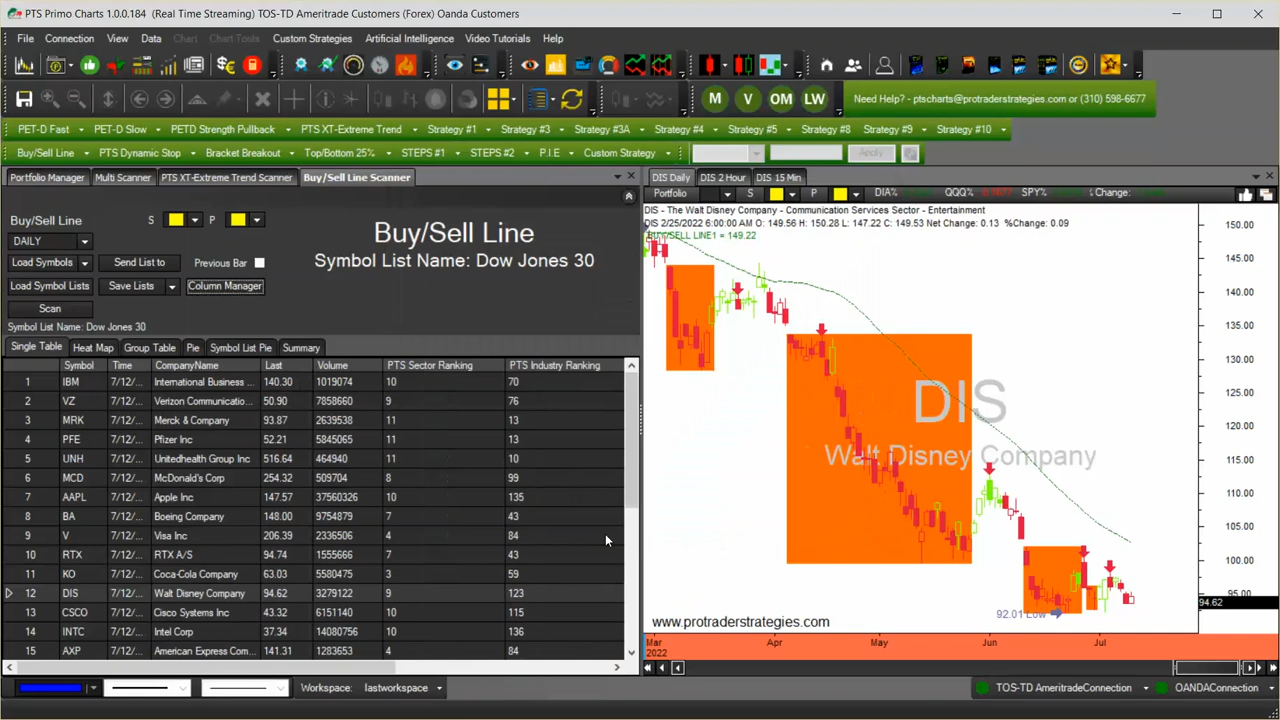 PTS Primo Charts 1.0.0.184 (Real Time Streaming) TOS-TD Ameritrade Customers (Forex) Oanda Customers
File Connection View Data Chart Chart Tools Custom Strategies Artificial Intelligence Video Tutorials Help
M V OM LW Need Help? - ptscharts@protraderstrategies.com or (310) 598-6677
PET-D Fast PET-D Slow PETD Strength Pullback PTS XT-Extreme Trend Strategy #1 Strategy #3 Strategy #3A Strategy #4 Strategy #5 Strategy #8 Strategy #9 Strategy #10
Buy/Sell Line PTS Dynamic Stop Bracket Breakout Top/Bottom 25% STEPS #1 STEPS #2 P.I.E Custom Strategy Apply
Portfolio Manager Multi Scanner PTS XT-Extreme Trend Scanner Buy/Sell Line Scanner
Buy/Sell Line S P
DAILY
Load Symbols Send List to Previous Bar
Load Symbol Lists Save Lists Column Manager
Scan
Buy/Sell Line
Symbol List Name: Dow Jones 30
Symbol List Name: Dow Jones 30
Single Table Heat Map Group Table Pie Symbol List Pie Summary
Symbol Time CompanyName Last Volume PTS Sector Ranking PTS Industry Ranking
1 IBM 7/12/... International Business ... 140.30 1019074 10 70
2 VZ 7/12/... Verizon Communicatio... 50.90 7858660 9 76
3 MRK 7/12/... Merck & Company 93.87 2639538 11 13
4 PFE 7/12/... Pfizer Inc 52.21 5845065 11 13
5 UNH 7/12/... Unitedhealth Group Inc 516.64 464940 11 10
6 MCD 7/12/... McDonald's Corp 254.32 509704 8 99
7 AAPL 7/12/... Apple Inc 147.57 37560326 10 135
8 BA 7/12/... Boeing Company 148.00 9754879 7 43
9 V 7/12/... Visa Inc 206.39 2336506 4 84
10 RTX 7/12/... RTX A/S 94.74 1555666 7 43
11 KO 7/12/... Coca-Cola Company 63.03 5580475 3 59
12 DIS 7/12/... Walt Disney Company 94.62 3279122 9 123
13 CSCO 7/12/... Cisco Systems Inc 43.32 6151140 10 115
14 INTC 7/12/... Intel Corp 37.34 14080756 10 136
15 AXP 7/12/... American Express Com... 141.31 1283653 4 84
DIS Daily DIS 2 Hour DIS 15 Min
Portfolio S P DIA% QQQ% SPY% Change:
DIS - The Walt Disney Company - Communication Services Sector - Entertainment
DIS 2/25/2022 6:00:00 AM O: 149.56 H: 150.28 L: 147.22 C: 149.53 Net Change: 0.13 %Change: 0.09
BUY/SELL LINE1 = 149.22
150.00
145.00
140.00
135.00
130.00
125.00
120.00
115.00
110.00
105.00
100.00
95.00
94.62
DIS
Walt Disney Company
92.01 Low
www.protraderstrategies.com
Mar Apr May Jun Jul
2022
Workspace: lastworkspace TOS-TD AmeritradeConnection OANDAConnection